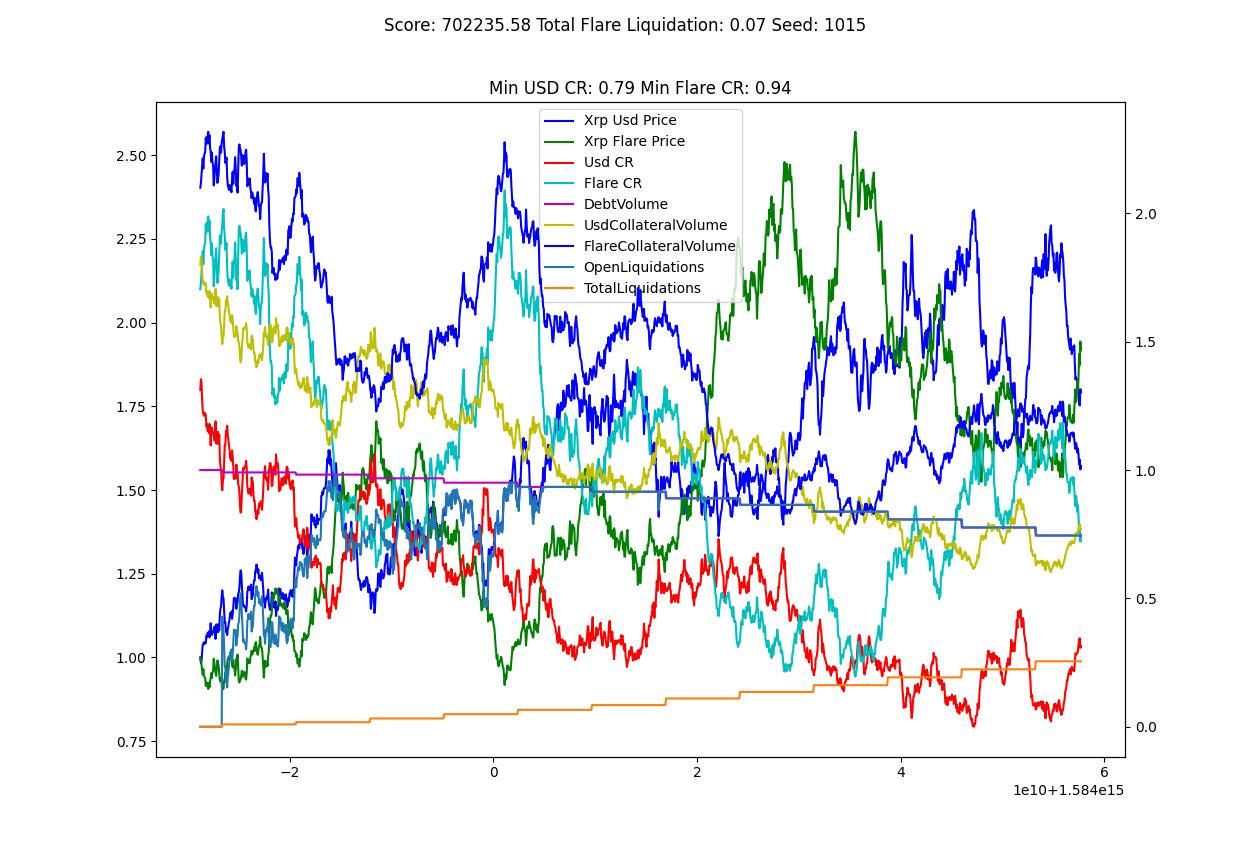 Score: 702235.58 Total Flare Liquidation: 0.07 Seed: 1015
Min USD CR: 0.79 Min Flare CR: 0.94
Xrp Usd Price
Xrp Flare Price
Usd CR
Flare CR
DebtVolume
UsdCollateralVolume
FlareCollateralVolume
OpenLiquidations
TotalLiquidations
2.50
2.25
2.00
1.75
1.50
1.25
1.00
0.75
2.0
1.5
1.0
0.5
0.0
−2 0 2 4 6
1e10+1.584e15